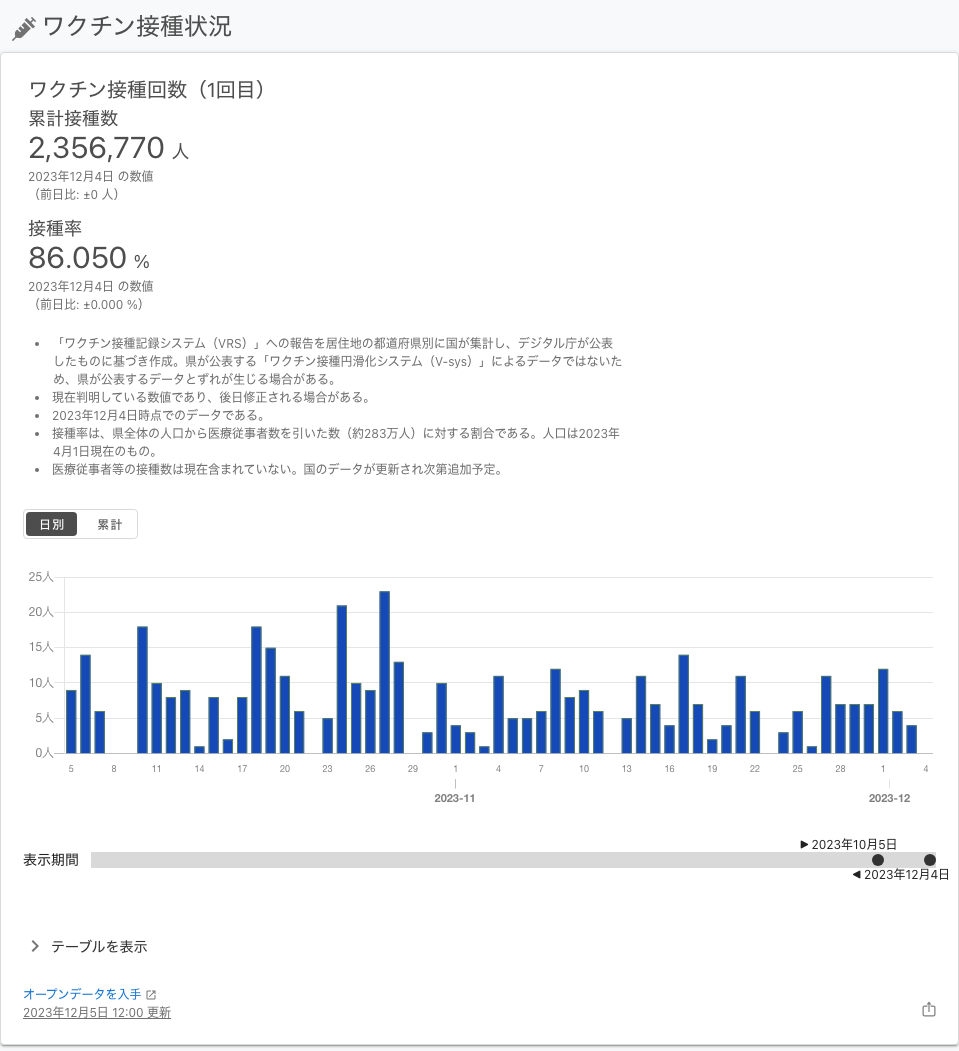 ワクチン接種状況
ワクチン接種回数（1回目）
累計接種数
2,356,770 人
2023年12月4日 の数値
（前日比: ±0 人）
接種率
86.050 %
2023年12月4日 の数値
（前日比: ±0.000 %）
• 「ワクチン接種記録システム（VRS）」への報告を居住地の都道府県別に国が集計し、デジタル庁が公表
したものに基づき作成。県が公表する「ワクチン接種円滑化システム（V-sys）」によるデータではないた
め、県が公表するデータとずれが生じる場合がある。
• 現在判明している数値であり、後日修正される場合がある。
• 2023年12月4日時点でのデータである。
• 接種率は、県全体の人口から医療従事者数を引いた数（約283万人）に対する割合である。人口は2023年
4月1日現在のもの。
• 医療従事者等の接種数は現在含まれていない。国のデータが更新され次第追加予定。
日別 累計
25人
20人
15人
10人
5人
0人
5 8 11 14 17 20 23 26 29 1 4 7 10 13 16 19 22 25 28 1 4
2023-11 2023-12
▶ 2023年10月5日
表示期間
◀ 2023年12月4日
テーブルを表示
オープンデータを入手
2023年12月5日 12:00 更新